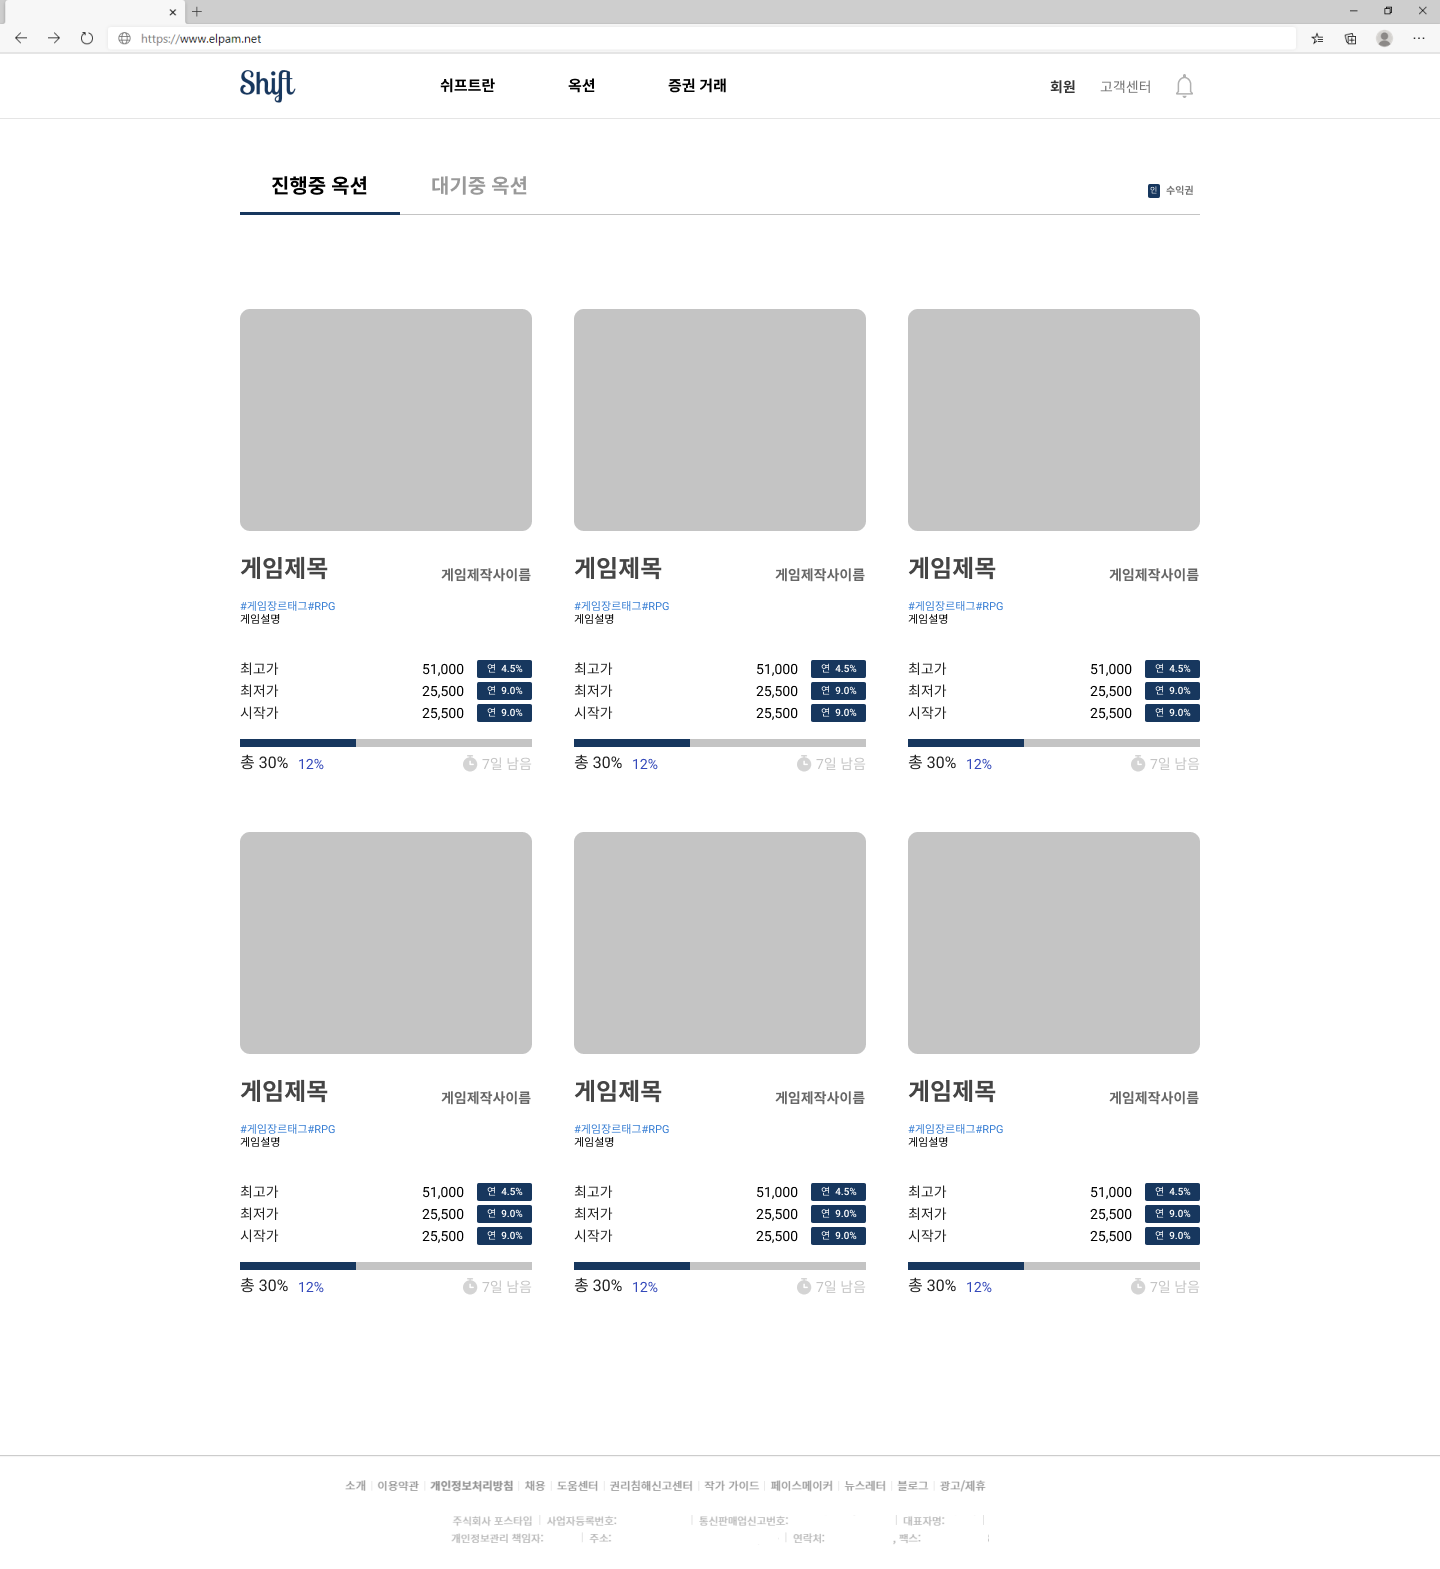 https://www.elpam.net
Shift 쉬프트란 옥션 증권 거래 회원 고객센터
진행중 옥션 대기중 옥션 인 수익권
게임제목 게임제작사이름 게임제목 게임제작사이름 게임제목 게임제작사이름
#게임장르태그#RPG #게임장르태그#RPG #게임장르태그#RPG
게임설명 게임설명 게임설명
최고가 51,000 연 4.5% 최고가 51,000 연 4.5% 최고가 51,000 연 4.5%
최저가 25,500 연 9.0% 최저가 25,500 연 9.0% 최저가 25,500 연 9.0%
시작가 25,500 연 9.0% 시작가 25,500 연 9.0% 시작가 25,500 연 9.0%
총 30% 12% 7일 남음 총 30% 12% 7일 남음 총 30% 12% 7일 남음
게임제목 게임제작사이름 게임제목 게임제작사이름 게임제목 게임제작사이름
#게임장르태그#RPG #게임장르태그#RPG #게임장르태그#RPG
게임설명 게임설명 게임설명
최고가 51,000 연 4.5% 최고가 51,000 연 4.5% 최고가 51,000 연 4.5%
최저가 25,500 연 9.0% 최저가 25,500 연 9.0% 최저가 25,500 연 9.0%
시작가 25,500 연 9.0% 시작가 25,500 연 9.0% 시작가 25,500 연 9.0%
총 30% 12% 7일 남음 총 30% 12% 7일 남음 총 30% 12% 7일 남음
소개 | 이용약관 | 개인정보처리방침 | 채용 | 도움센터 | 권리침해신고센터 | 작가 가이드 | 페이스메이커 | 뉴스레터 | 블로그 | 광고/제휴
주식회사 포스타입 | 사업자등록번호: | 통신판매업신고번호: | 대표자명: |
개인정보관리 책임자: | 주소: | 연락처: , 팩스: